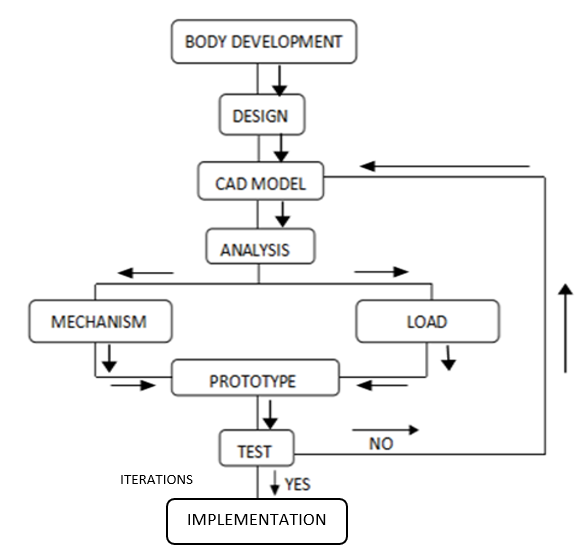 BODY DEVELOPMENT
DESIGN
CAD MODEL
ANALYSIS
MECHANISM
LOAD
PROTOTYPE
TEST
NO
ITERATIONS
YES
IMPLEMENTATION